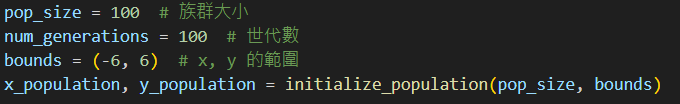 pop_size = 100  # 族群大小
num_generations = 100  # 世代數
bounds = (-6, 6)  # x, y 的範圍
x_population, y_population = initialize_population(pop_size, bounds)